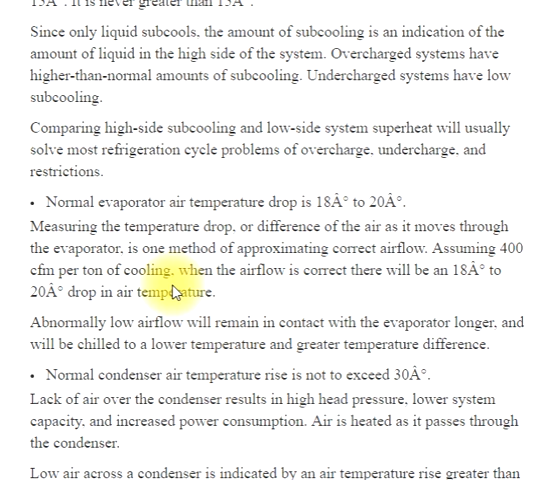 15Â°. It is never greater than 15Â°.
Since only liquid subcools, the amount of subcooling is an indication of the
amount of liquid in the high side of the system. Overcharged systems have
higher-than-normal amounts of subcooling. Undercharged systems have low
subcooling.
Comparing high-side subcooling and low-side system superheat will usually
solve most refrigeration cycle problems of overcharge, undercharge, and
restrictions.
• Normal evaporator air temperature drop is 18Â° to 20Â°.
Measuring the temperature drop, or difference of the air as it moves through
the evaporator, is one method of approximating correct airflow. Assuming 400
cfm per ton of cooling, when the airflow is correct there will be an 18Â° to
20Â° drop in air temperature.
Abnormally low airflow will remain in contact with the evaporator longer, and
will be chilled to a lower temperature and greater temperature difference.
• Normal condenser air temperature rise is not to exceed 30Â°.
Lack of air over the condenser results in high head pressure, lower system
capacity, and increased power consumption. Air is heated as it passes through
the condenser.
Low air across a condenser is indicated by an air temperature rise greater than